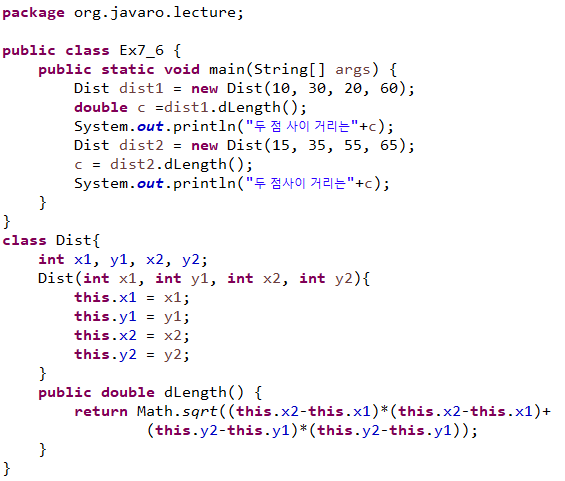 package org.javaro.lecture;
public class Ex7_6 {
public static void main(String[] args) {
Dist dist1 = new Dist(10, 30, 20, 60);
double c =dist1.dLength();
System.out.println("두 점 사이 거리는"+c);
Dist dist2 = new Dist(15, 35, 55, 65);
c = dist2.dLength();
System.out.println("두 점사이 거리는"+c);
}
}
class Dist{
int x1, y1, x2, y2;
Dist(int x1, int y1, int x2, int y2){
this.x1 = x1;
this.y1 = y1;
this.x2 = x2;
this.y2 = y2;
}
public double dLength() {
return Math.sqrt((this.x2-this.x1)*(this.x2-this.x1)+
(this.y2-this.y1)*(this.y2-this.y1));
}
}